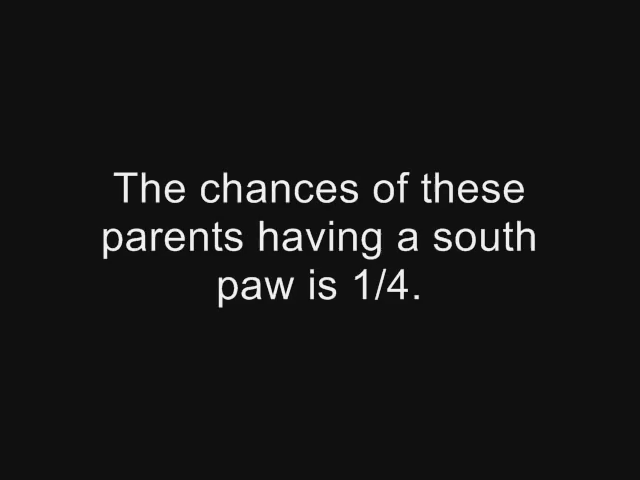 The chances of these
parents having a south
paw is 1/4.